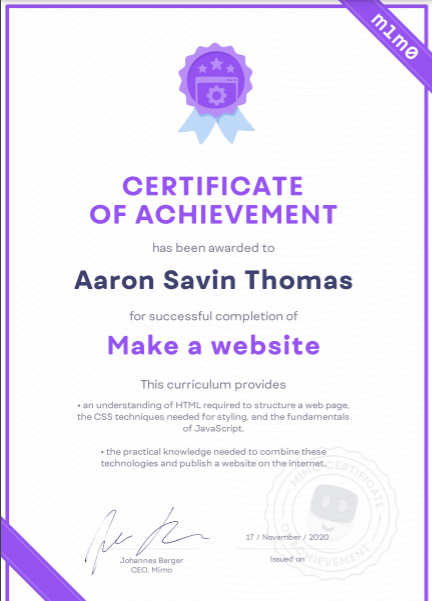 mimo
CERTIFICATE
OF ACHIEVEMENT
has been awarded to
Aaron Savin Thomas
for successful completion of
Make a website
This curriculum provides
• an understanding of HTML required to structure a web page,
the CSS techniques needed for styling, and the fundamentals
of JavaScript.
• the practical knowledge needed to combine these
technologies and publish a website on the internet.
MIMO CERTIFICATE
OF ACHIEVEMENT
17 / November / 2020
Johannes Berger
Issued on
CEO, Mimo